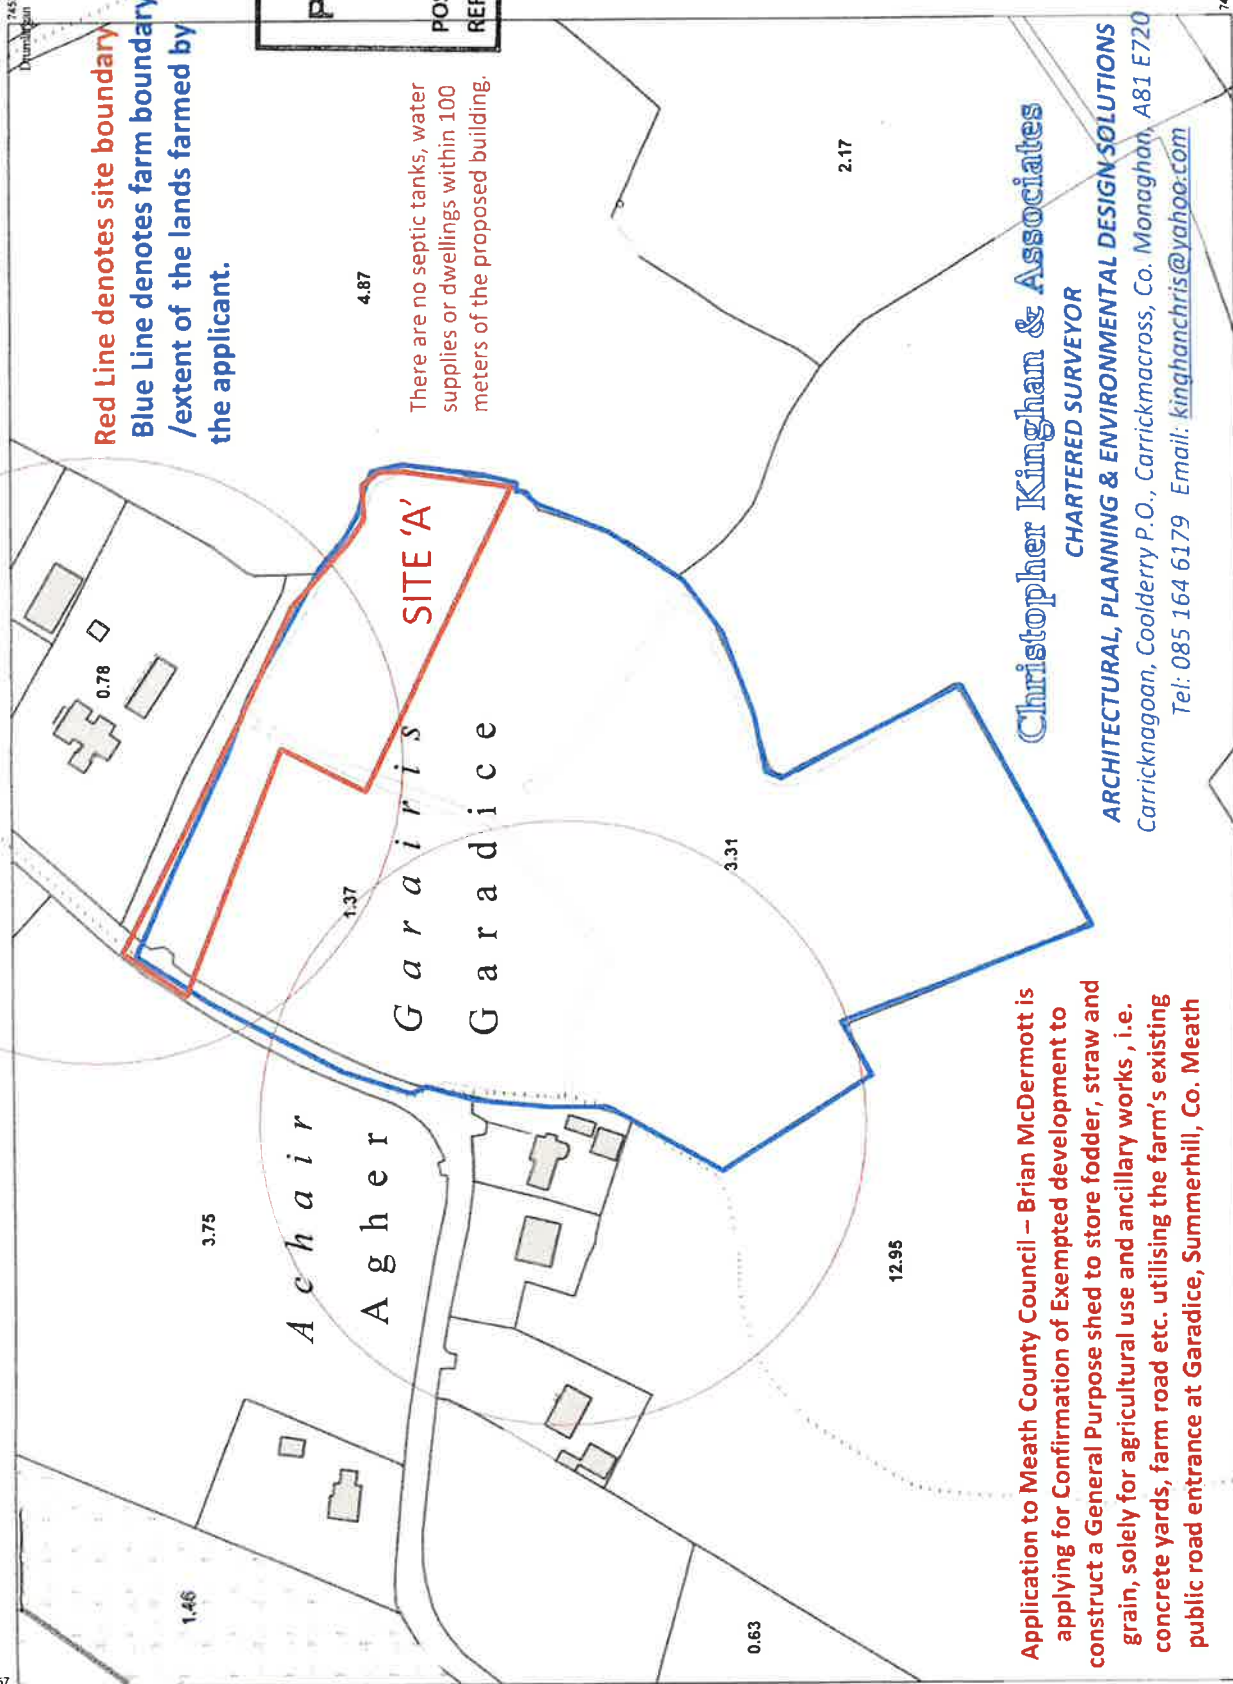 Red Line denotes site boundary
Blue Line denotes farm boundary
/extent of the lands farmed by
the applicant.
There are no septic tanks, water
supplies or dwellings within 100
meters of the proposed building.
SITE 'A'
0.78
4.87
2.17
1.37
3.31
3.75
12.95
1.46
0.63
G a r a i r i s
G a r a d i c e
A c h a i r
A g h e r
Application to Meath County Council – Brian McDermott is
applying for Confirmation of Exempted development to
construct a General Purpose shed to store fodder, straw and
grain, solely for agricultural use and ancillary works , i.e.
concrete yards, farm road etc. utilising the farm's existing
public road entrance at Garadice, Summerhill, Co. Meath
Christopher Kinghan & Associates
CHARTERED SURVEYOR
ARCHITECTURAL, PLANNING & ENVIRONMENTAL DESIGN SOLUTIONS
Carricknagoan, Coolderry P.O., Carrickmacross, Co. Monaghan, A81 E720
Tel: 085 164 6179 Email: kinghanchris@yahoo.com